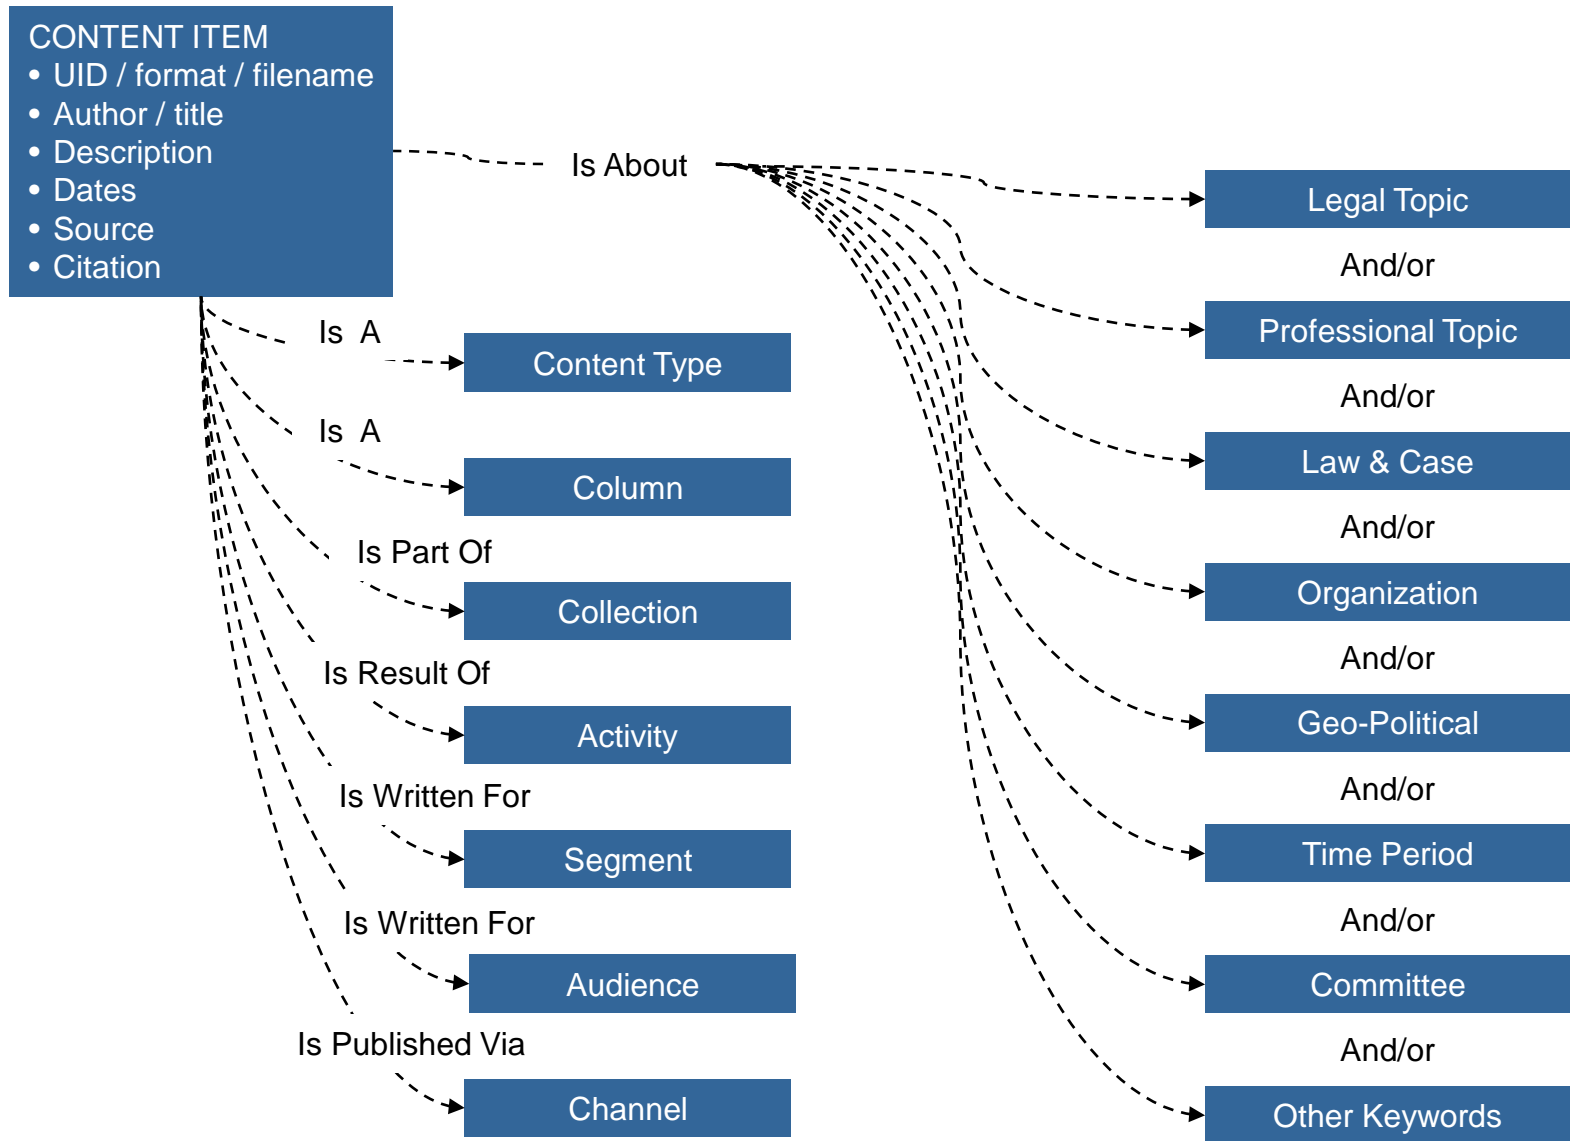 CONTENT ITEM
• UID / format / filename
• Author / title
• Description
• Dates
• Source
• Citation
Is About
Legal Topic
And/or
Professional Topic
And/or
Law & Case
And/or
Organization
And/or
Geo-Political
And/or
Time Period
And/or
Committee
And/or
Other Keywords
Is A
Content Type
Is A
Column
Is Part Of
Collection
Is Result Of
Activity
Is Written For
Segment
Is Written For
Audience
Is Published Via
Channel